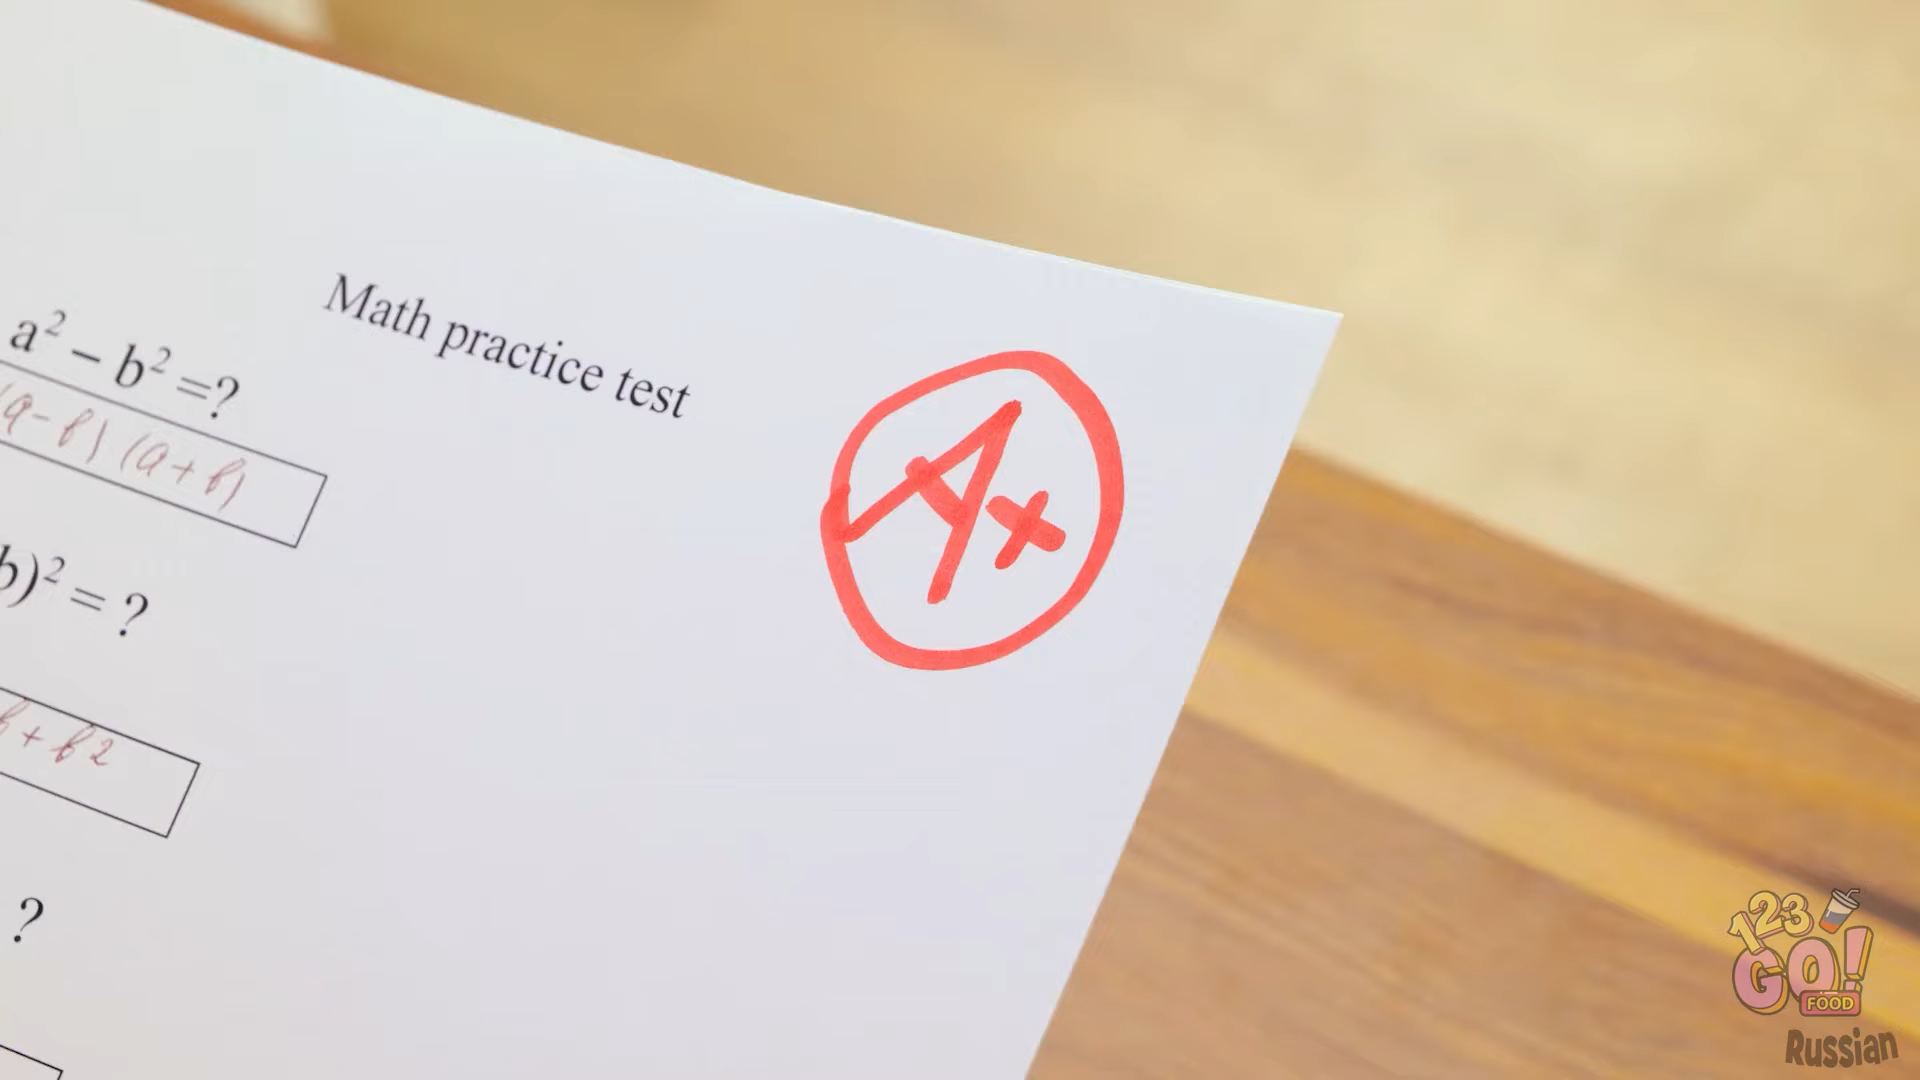 Math practice test
a² – b² =?
(a – b) (a + b)
A+
b)² = ?
b + b2
?
123
GO!
FOOD
Russian